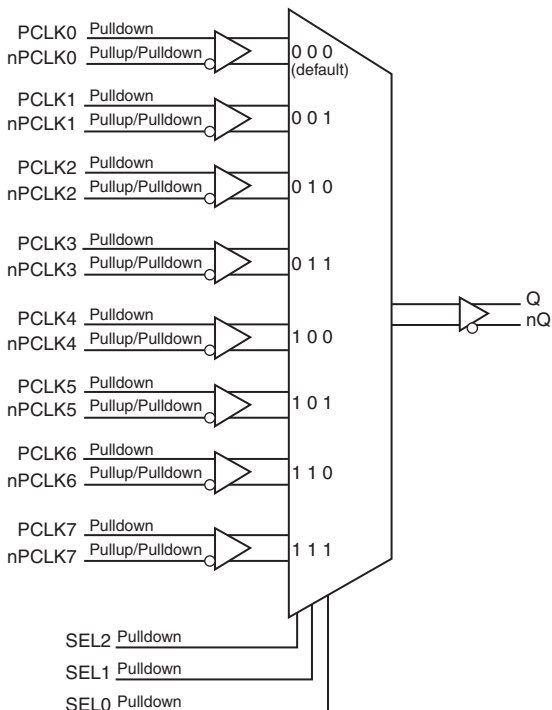 PCLK0 Pulldown
nPCLK0 Pullup/Pulldown
0 0 0
(default)
PCLK1 Pulldown
nPCLK1 Pullup/Pulldown
0 0 1
PCLK2 Pulldown
nPCLK2 Pullup/Pulldown
0 1 0
PCLK3 Pulldown
nPCLK3 Pullup/Pulldown
0 1 1
PCLK4 Pulldown
nPCLK4 Pullup/Pulldown
1 0 0
PCLK5 Pulldown
nPCLK5 Pullup/Pulldown
1 0 1
PCLK6 Pulldown
nPCLK6 Pullup/Pulldown
1 1 0
PCLK7 Pulldown
nPCLK7 Pullup/Pulldown
1 1 1
Q
nQ
SEL2 Pulldown
SEL1 Pulldown
SEL0 Pulldown